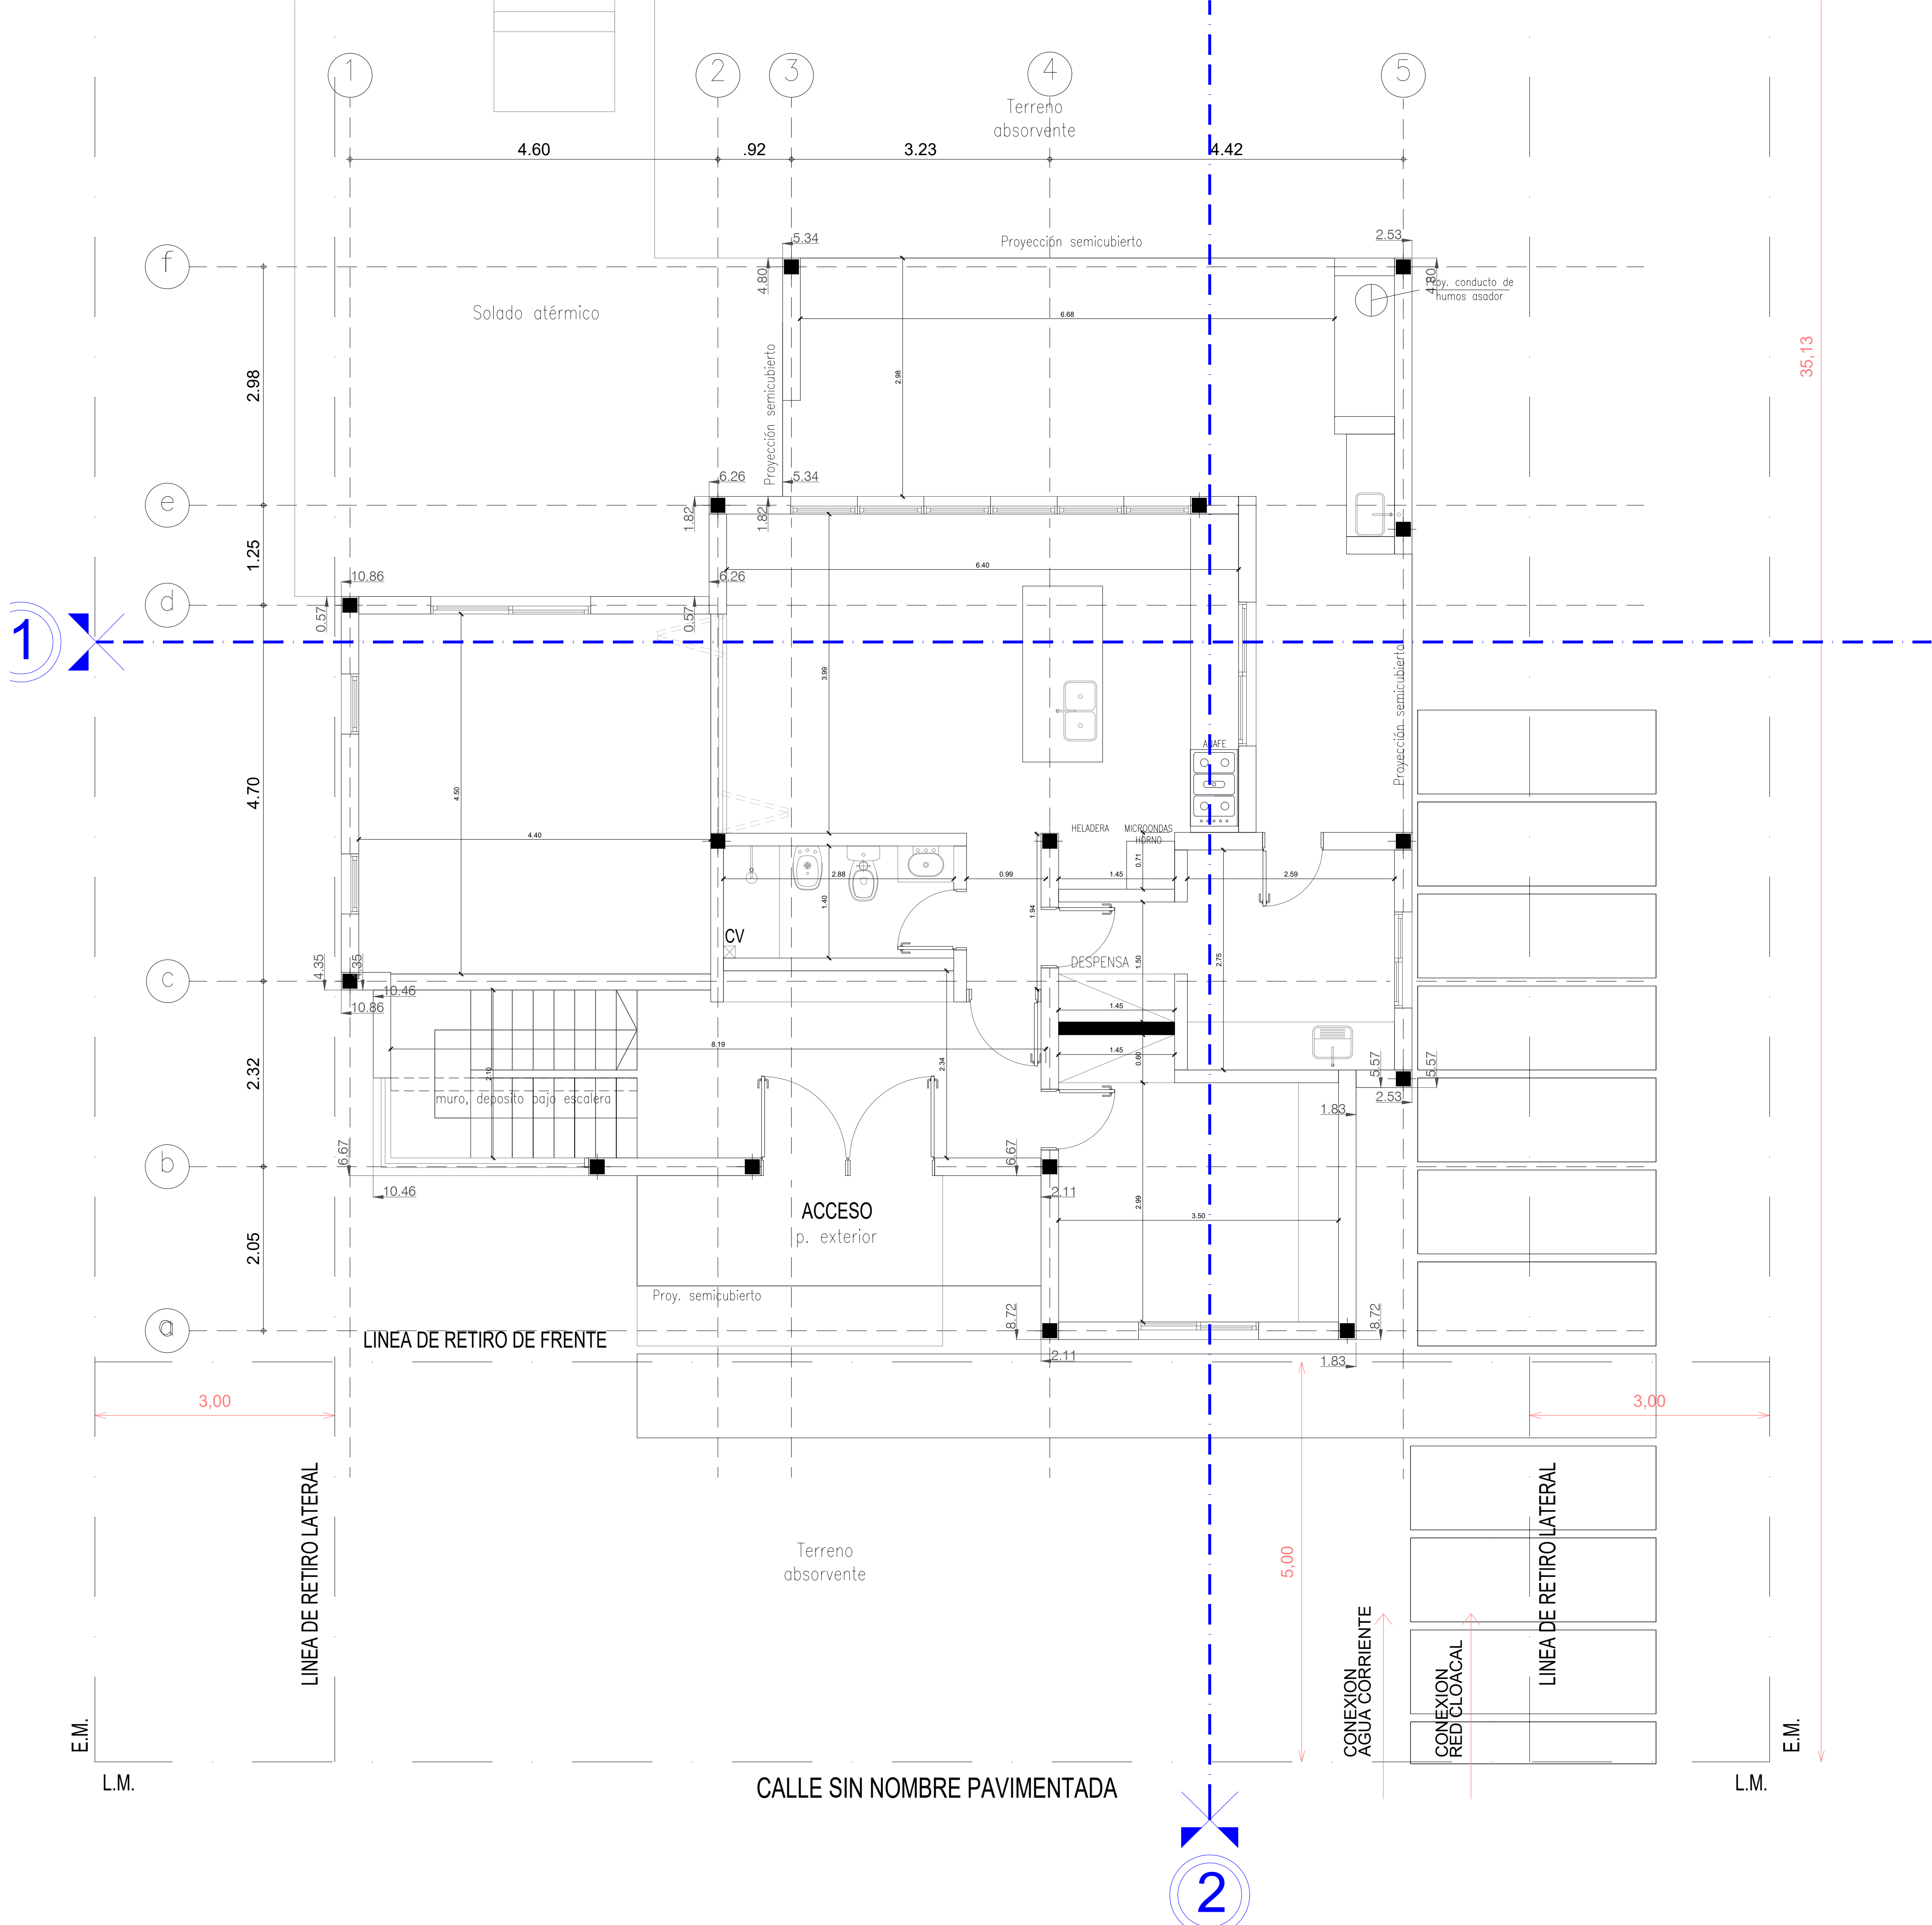 1
2
3
4
5
Terreno
absorvente
4.60
.92
3.23
4.42
5.34
Proyección semicubierto
2.53
f
4.80
4.80
Proy. conducto de
humos asador
Solado atérmico
6.68
35,13
2.98
2.98
Proyección semicubierto
6.26
5.34
e
1.82
1.82
1.25
6.40
10.86
6.26
d
0.57
0.57
1
3.99
Proyección semicubierto
ANAFE
4.70
4.50
4.40
HELADERA
MICROONDAS
HORNO
0.71
2.88
0.99
1.45
2.59
1.40
1.94
CV
DESPENSA
1.50
2.75
4.35
4.35
c
10.46
10.86
1.45
8.19
1.45
0.60
2.34
2.32
2.10
5.57
5.57
muro, deposito bajo escalera
2.53
1.83
b
6.67
6.67
10.46
2.11
2.99
3.50
ACCESO
p. exterior
2.05
Proy. semicubierto
a
8.72
8.72
LINEA DE RETIRO DE FRENTE
2.11
1.83
3,00
3,00
LINEA DE RETIRO LATERAL
LINEA DE RETIRO LATERAL
Terreno
absorvente
5,00
CONEXION
AGUA CORRIENTE
CONEXION
RED CLOACAL
E.M.
E.M.
L.M.
CALLE SIN NOMBRE PAVIMENTADA
L.M.
2